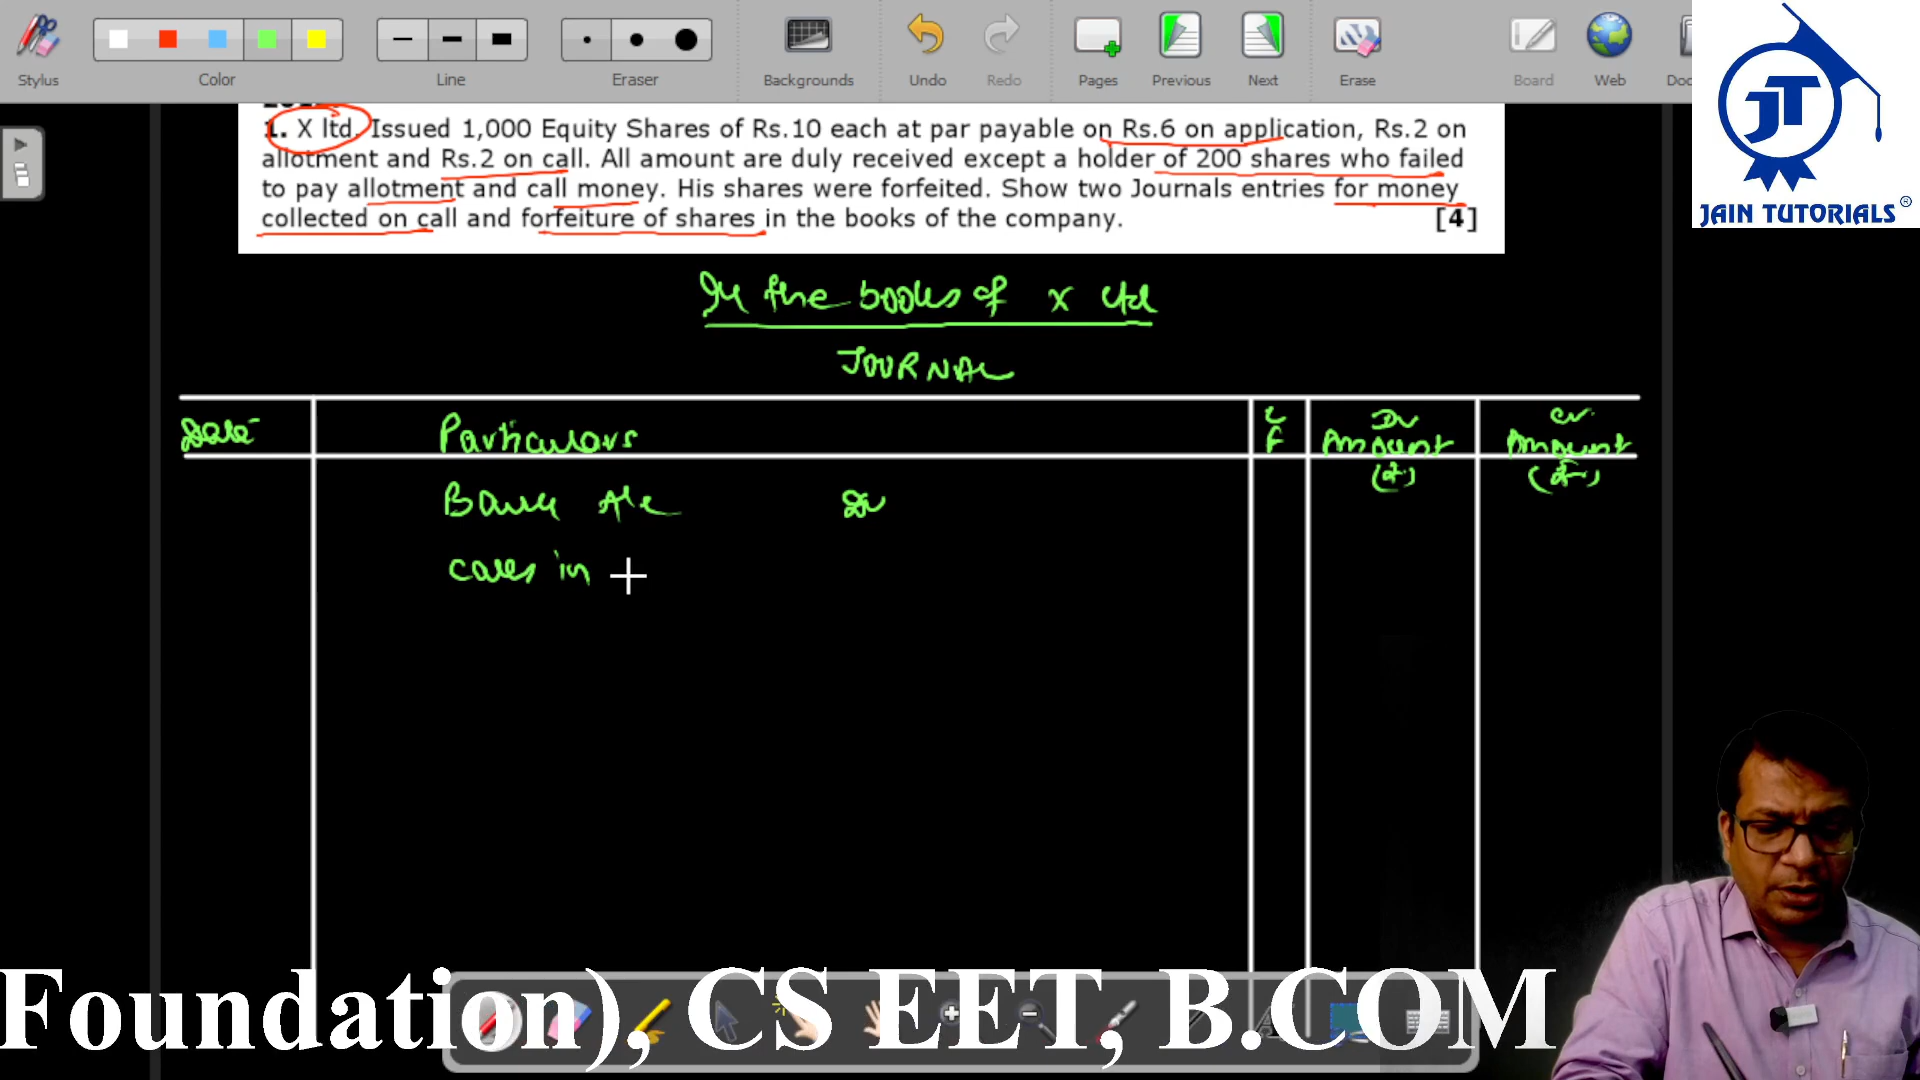 Stylus
Color
Line
Eraser
Backgrounds
Undo
Redo
Pages
Previous
Next
Erase
Board
Web
JT
JAIN TUTORIALS®
1. X ltd. Issued 1,000 Equity Shares of Rs.10 each at par payable on Rs.6 on application, Rs.2 on
allotment and Rs.2 on call. All amount are duly received except a holder of 200 shares who failed
to pay allotment and call money. His shares were forfeited. Show two Journals entries for money
collected on call and forfeiture of shares in the books of the company. [4]
In the books of X Ltd
JOURNAL
Date Particulars L F Dr Amount (₹) Cr Amount (₹)
Bank A/c Dr
Calls in
Foundation), CS EET, B.COM